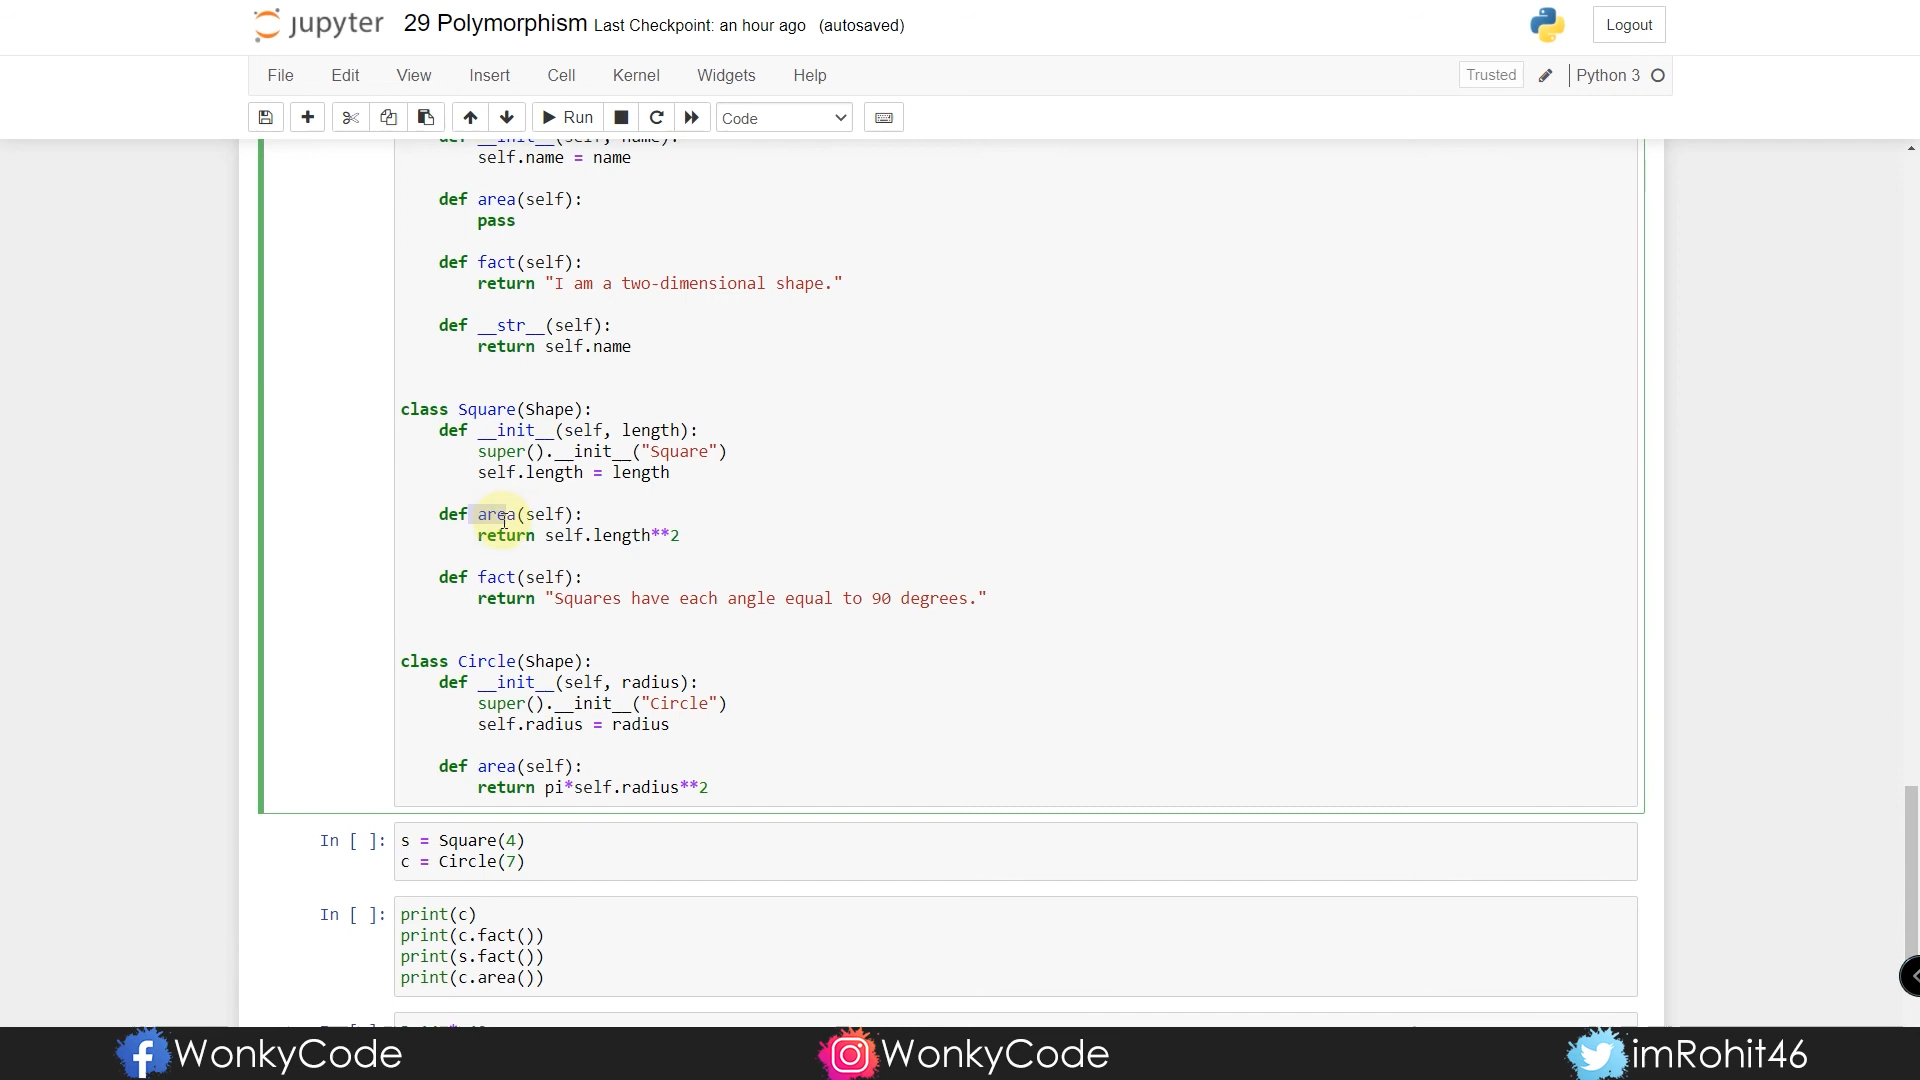 jupyter 29 Polymorphism Last Checkpoint: an hour ago (autosaved) Logout
File Edit View Insert Cell Kernel Widgets Help Trusted Python 3
Run Code
self.name = name
def area(self):
pass
def fact(self):
return "I am a two-dimensional shape."
def __str__(self):
return self.name
class Square(Shape):
def __init__(self, length):
super().__init__("Square")
self.length = length
def area(self):
return self.length**2
def fact(self):
return "Squares have each angle equal to 90 degrees."
class Circle(Shape):
def __init__(self, radius):
super().__init__("Circle")
self.radius = radius
def area(self):
return pi*self.radius**2
In [ ]: s = Square(4)
c = Circle(7)
In [ ]: print(c)
print(c.fact())
print(s.fact())
print(c.area())
WonkyCode WonkyCode imRohit46